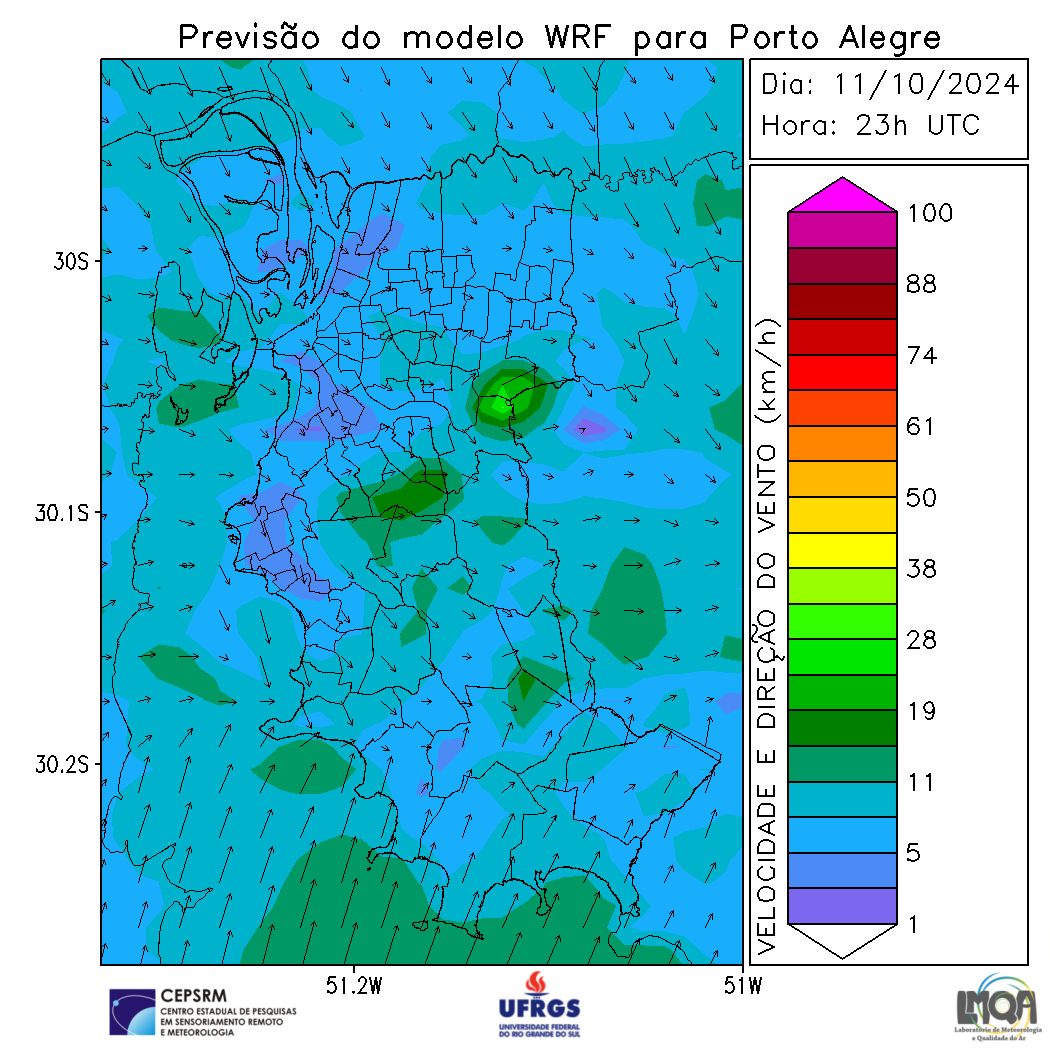 Previsão do modelo WRF para Porto Alegre
Dia: 11/10/2024
Hora: 23h UTC
VELOCIDADE E DIREÇÃO DO VENTO (km/h)
100
88
74
61
50
38
28
19
11
5
1
30S
30.1S
30.2S
51.2W
51W
CEPSRM
CENTRO ESTADUAL DE PESQUISAS
EM SENSORIAMENTO REMOTO
E METEOROLOGIA
UFRGS
UNIVERSIDADE FEDERAL
DO RIO GRANDE DO SUL
LMQA
Laboratório de Meteorologia
e Qualidade do Ar